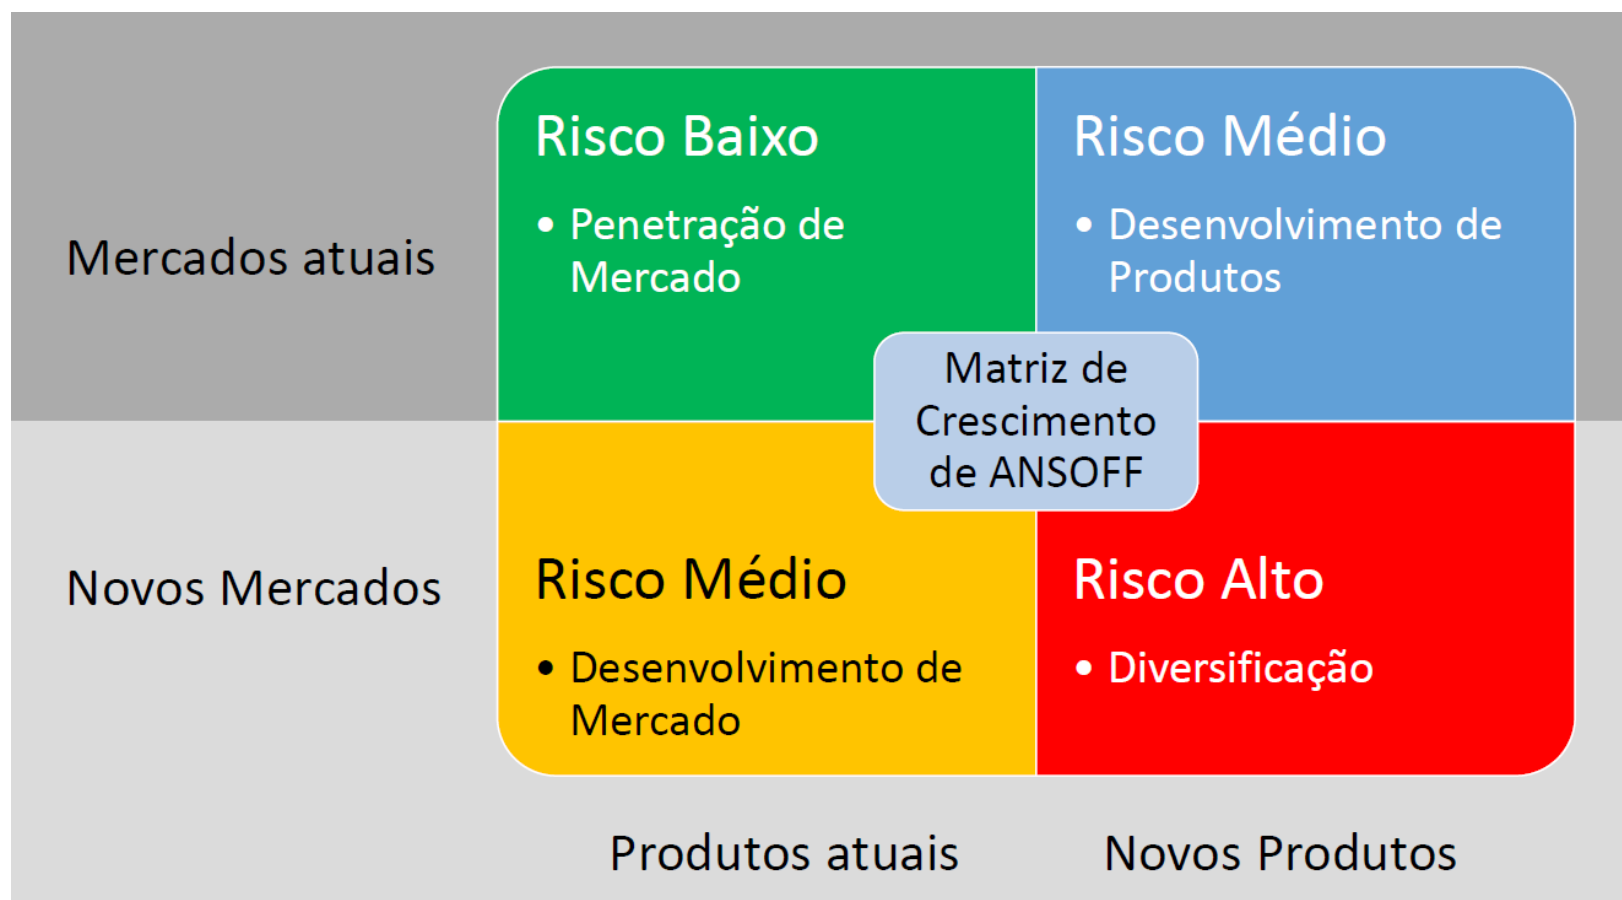 Risco Baixo
• Penetração de
Mercado
Risco Médio
• Desenvolvimento de
Produtos
Mercados atuais
Matriz de
Crescimento
de ANSOFF
Novos Mercados
Risco Médio
• Desenvolvimento de
Mercado
Risco Alto
• Diversificação
Produtos atuais
Novos Produtos